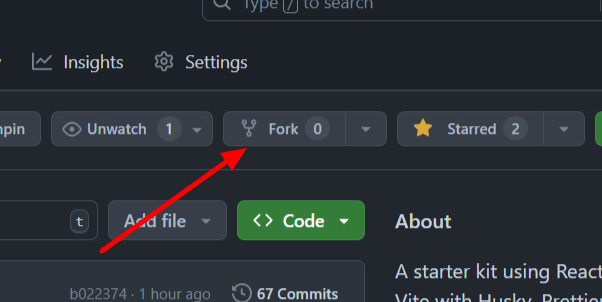 Type / to search
Insights
Settings
Unwatch 1
Fork 0
Starred 2
t
Add file
Code
About
A starter kit using React
b022374 · 1 hour ago
67 Commits
Vite with Husky, Prettier